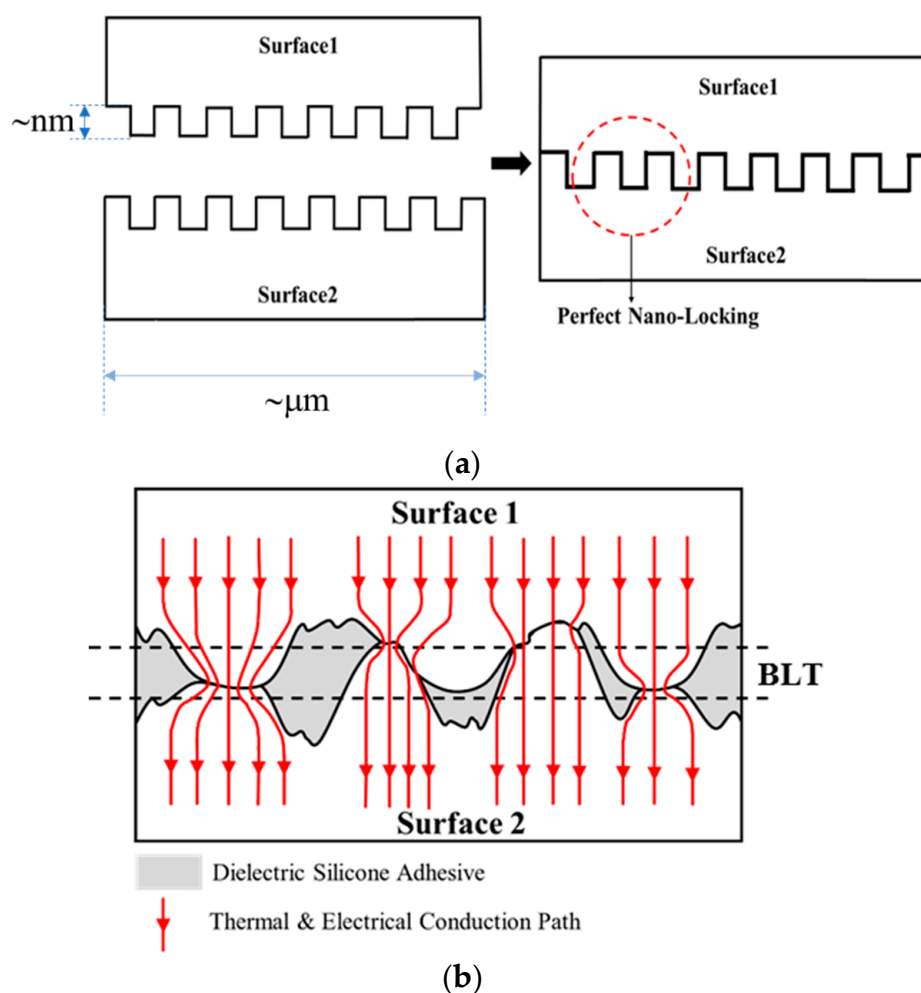 Surface1
~nm
Surface2
~μm
Surface1
Surface2
Perfect Nano-Locking
(a)
Surface 1
BLT
Surface 2
Dielectric Silicone Adhesive
Thermal & Electrical Conduction Path
(b)